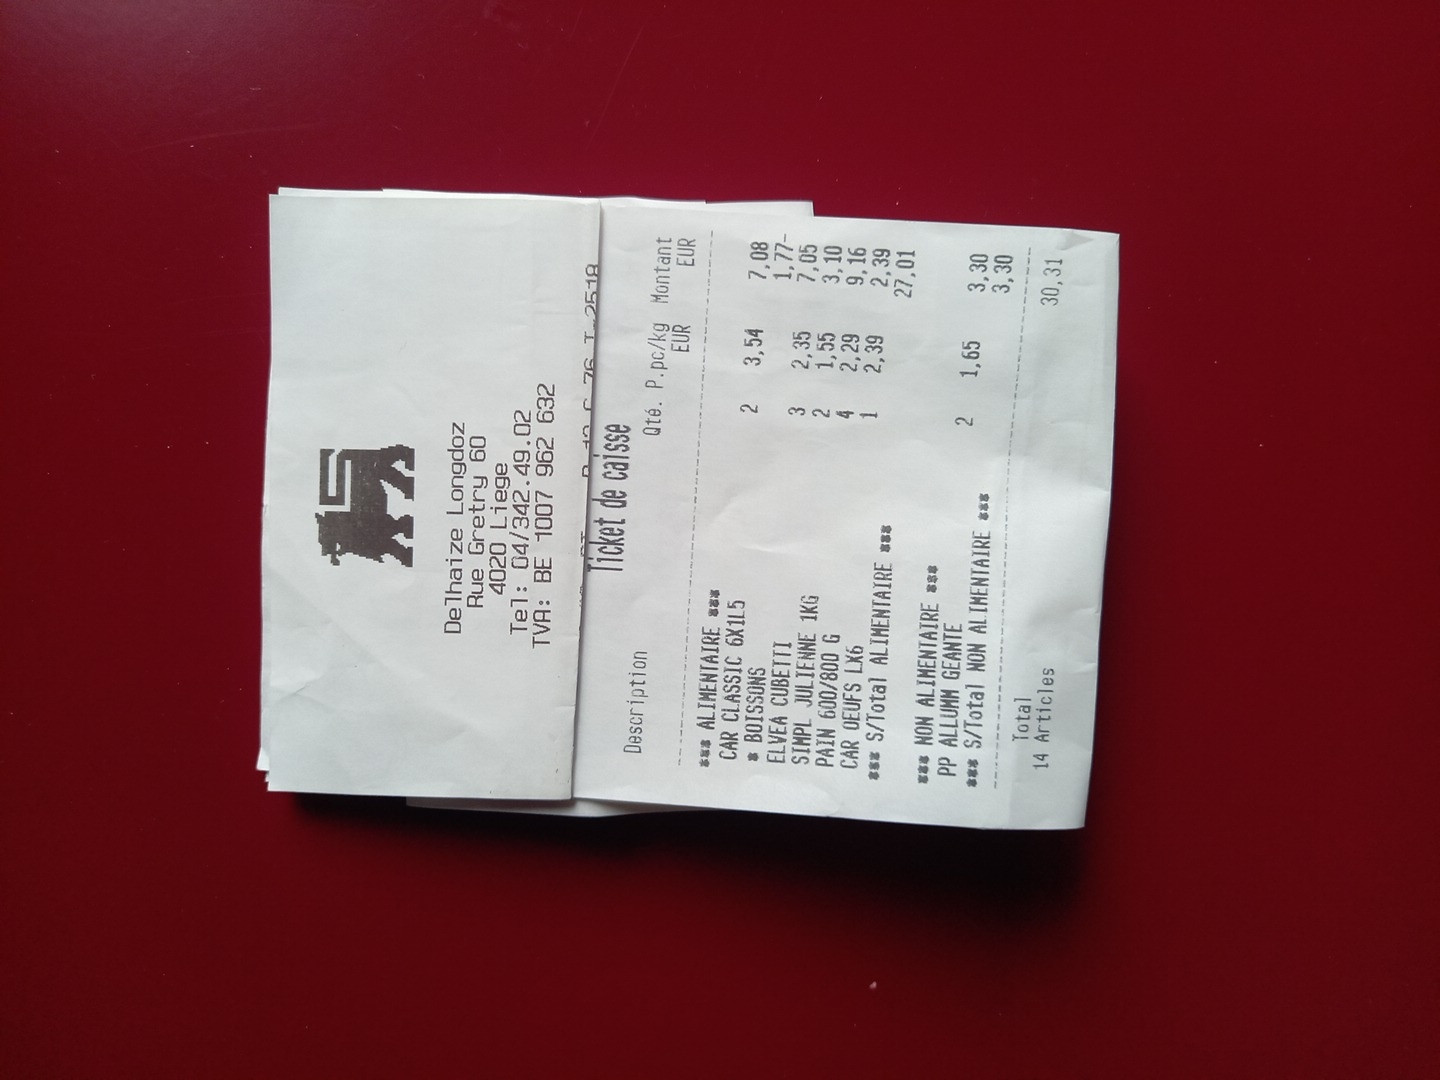 Delhaize Longdoz
Rue Gretry 60
4020 Liege
Tel: 04/342.49.02
TVA: BE 1007 962 632
Ticket de caisse
Description Qté. P.pc/kg Montant
EUR EUR
*** ALIMENTAIRE ***
CAR CLASSIC 6X1L5 2 3,54 7,08
* BOISSONS 1,77-
ELVEA CUBETTI 3 2,35 7,05
SIMPL JULIENNE 1KG 2 1,55 3,10
PAIN 600/800 G 4 2,29 9,16
CAR OEUFS LX6 1 2,39 2,39
*** S/Total ALIMENTAIRE *** 27,01
*** NON ALIMENTAIRE ***
PP ALLUMM GEANTE 2 1,65 3,30
*** S/Total NON ALIMENTAIRE *** 3,30
Total
14 Articles 30,31